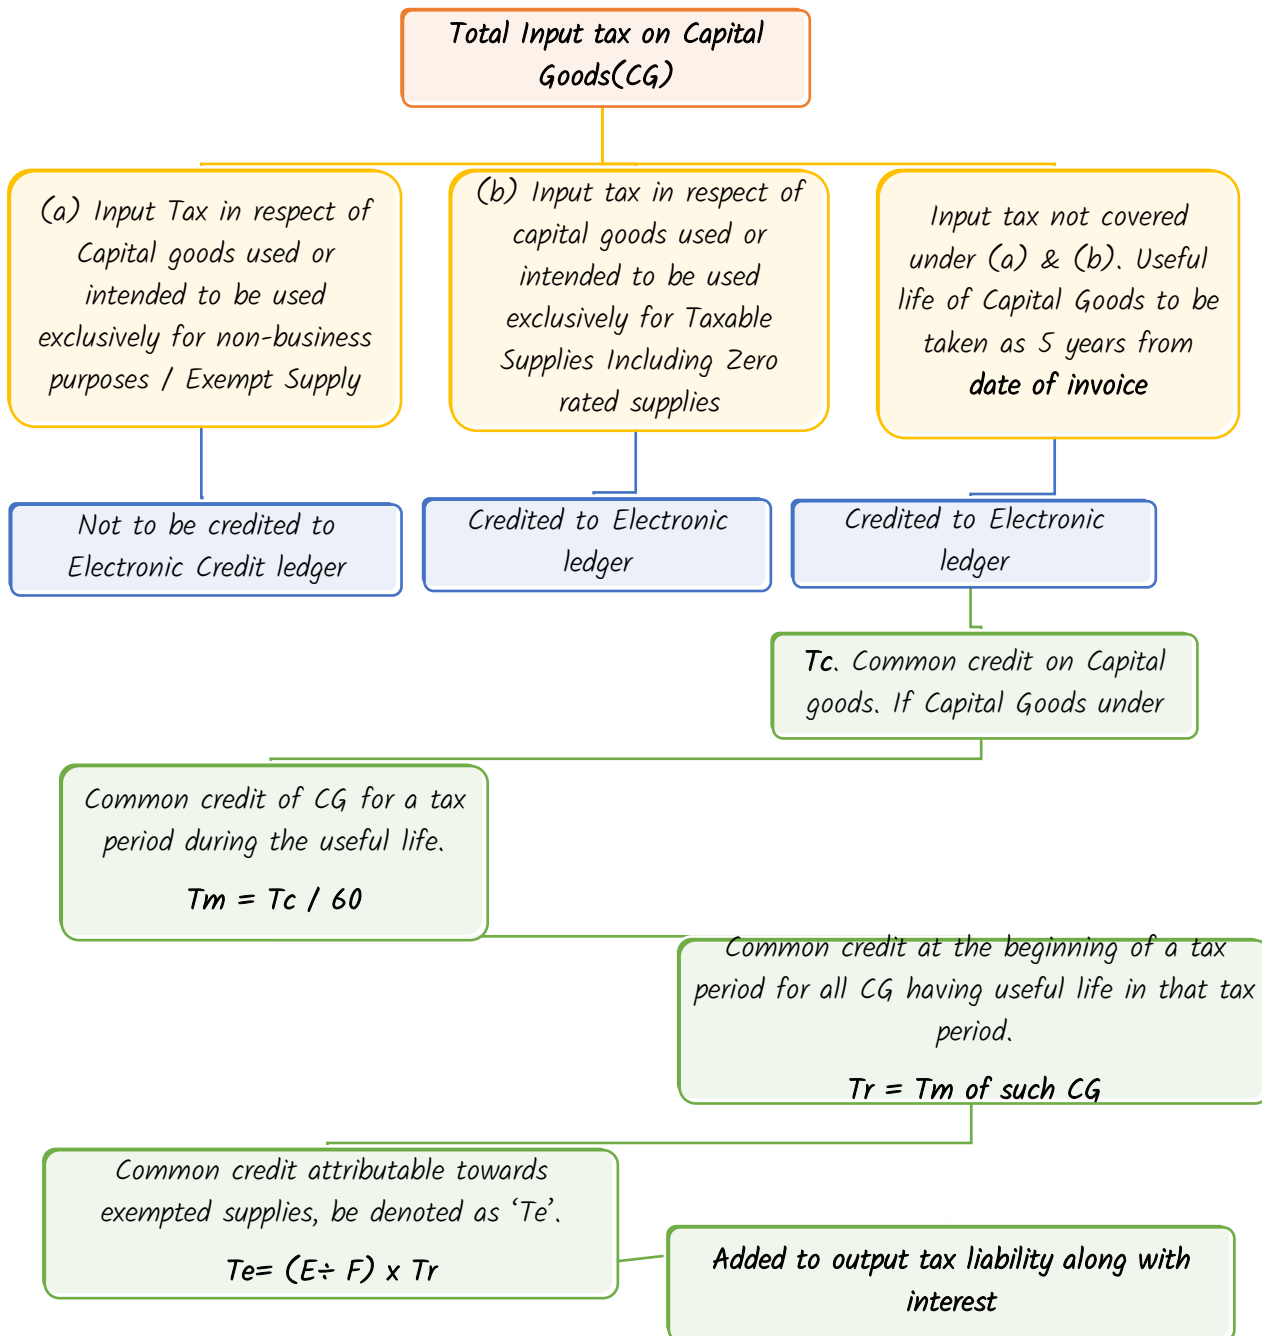 Total Input tax on Capital
Goods(CG)
(a) Input Tax in respect of
Capital goods used or
intended to be used
exclusively for non-business
purposes / Exempt Supply
(b) Input tax in respect of
capital goods used or
intended to be used
exclusively for Taxable
Supplies Including Zero
rated supplies
Input tax not covered
under (a) & (b). Useful
life of Capital Goods to be
taken as 5 years from
date of invoice
Not to be credited to
Electronic Credit ledger
Credited to Electronic
ledger
Credited to Electronic
ledger
Tc. Common credit on Capital
goods. If Capital Goods under
Common credit of CG for a tax
period during the useful life.
Tm = Tc / 60
Common credit at the beginning of a tax
period for all CG having useful life in that tax
period.
Tr = Tm of such CG
Common credit attributable towards
exempted supplies, be denoted as ‘Te’.
Te= (E÷ F) x Tr
Added to output tax liability along with
interest